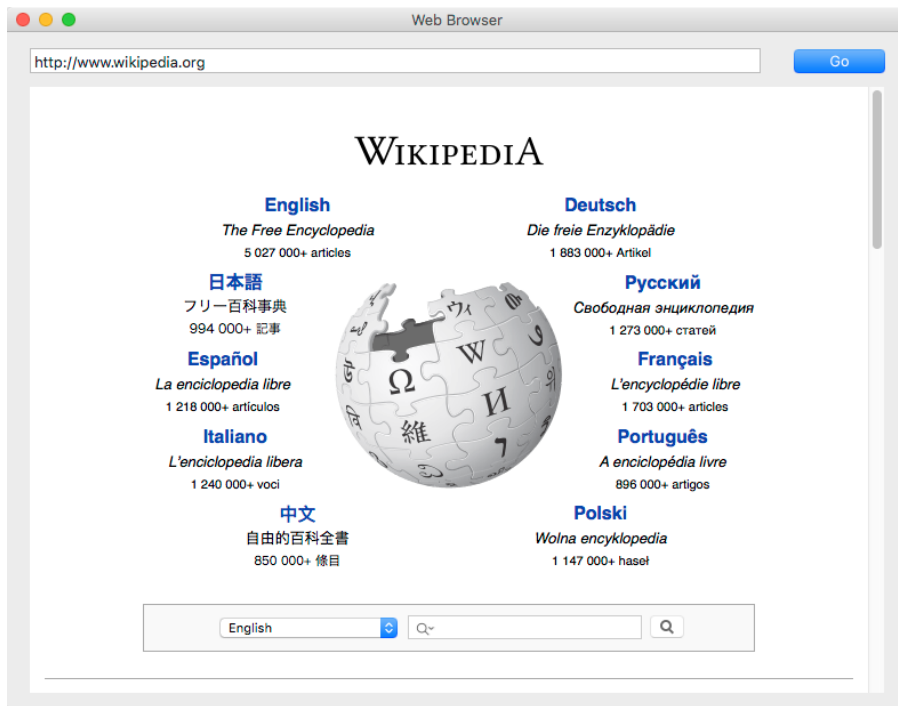 Web Browser
http://www.wikipedia.org
Go
WIKIPEDIA
English
The Free Encyclopedia
5 027 000+ articles
Deutsch
Die freie Enzyklopädie
1 883 000+ Artikel
日本語
フリー百科事典
994 000+ 記事
Русский
Свободная энциклопедия
1 273 000+ статей
Español
La enciclopedia libre
1 218 000+ artículos
Français
L'encyclopédie libre
1 703 000+ articles
Italiano
L'enciclopedia libera
1 240 000+ voci
Português
A enciclopédia livre
896 000+ artigos
中文
自由的百科全書
850 000+ 條目
Polski
Wolna encyklopedia
1 147 000+ haseł
ウィ
W
Ω
И
維
English